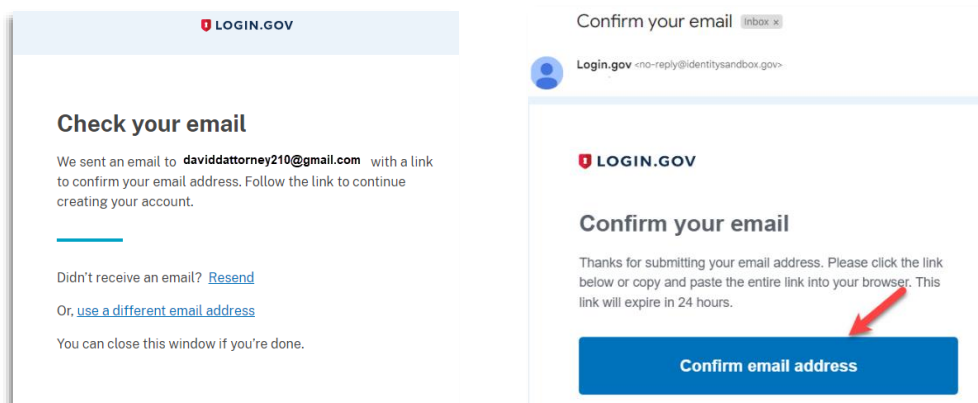 LOGIN.GOV
Check your email
We sent an email to daviddattorney210@gmail.com with a link
to confirm your email address. Follow the link to continue
creating your account.
Didn't receive an email? Resend
Or, use a different email address
You can close this window if you're done.
Confirm your email Inbox x
Login.gov <no-reply@identitysandbox.gov>
LOGIN.GOV
Confirm your email
Thanks for submitting your email address. Please click the link
below or copy and paste the entire link into your browser. This
link will expire in 24 hours.
Confirm email address